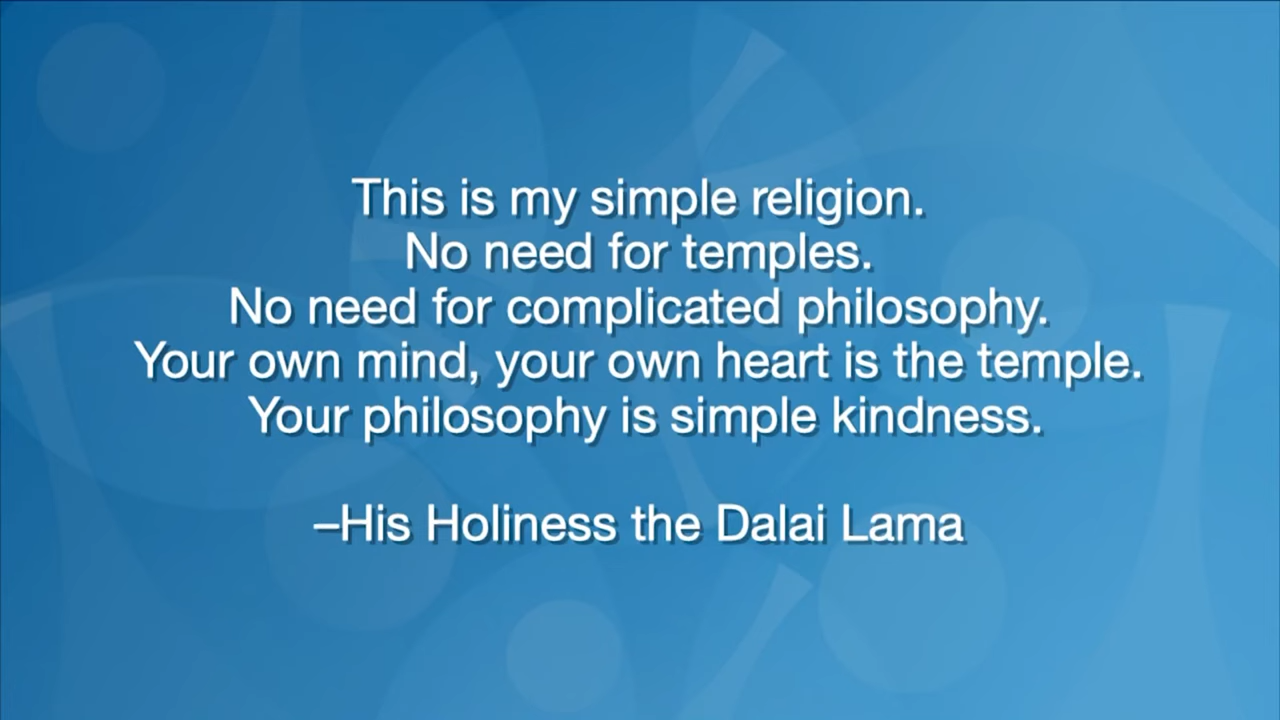 This is my simple religion.
No need for temples.
No need for complicated philosophy.
Your own mind, your own heart is the temple.
Your philosophy is simple kindness.
–His Holiness the Dalai Lama